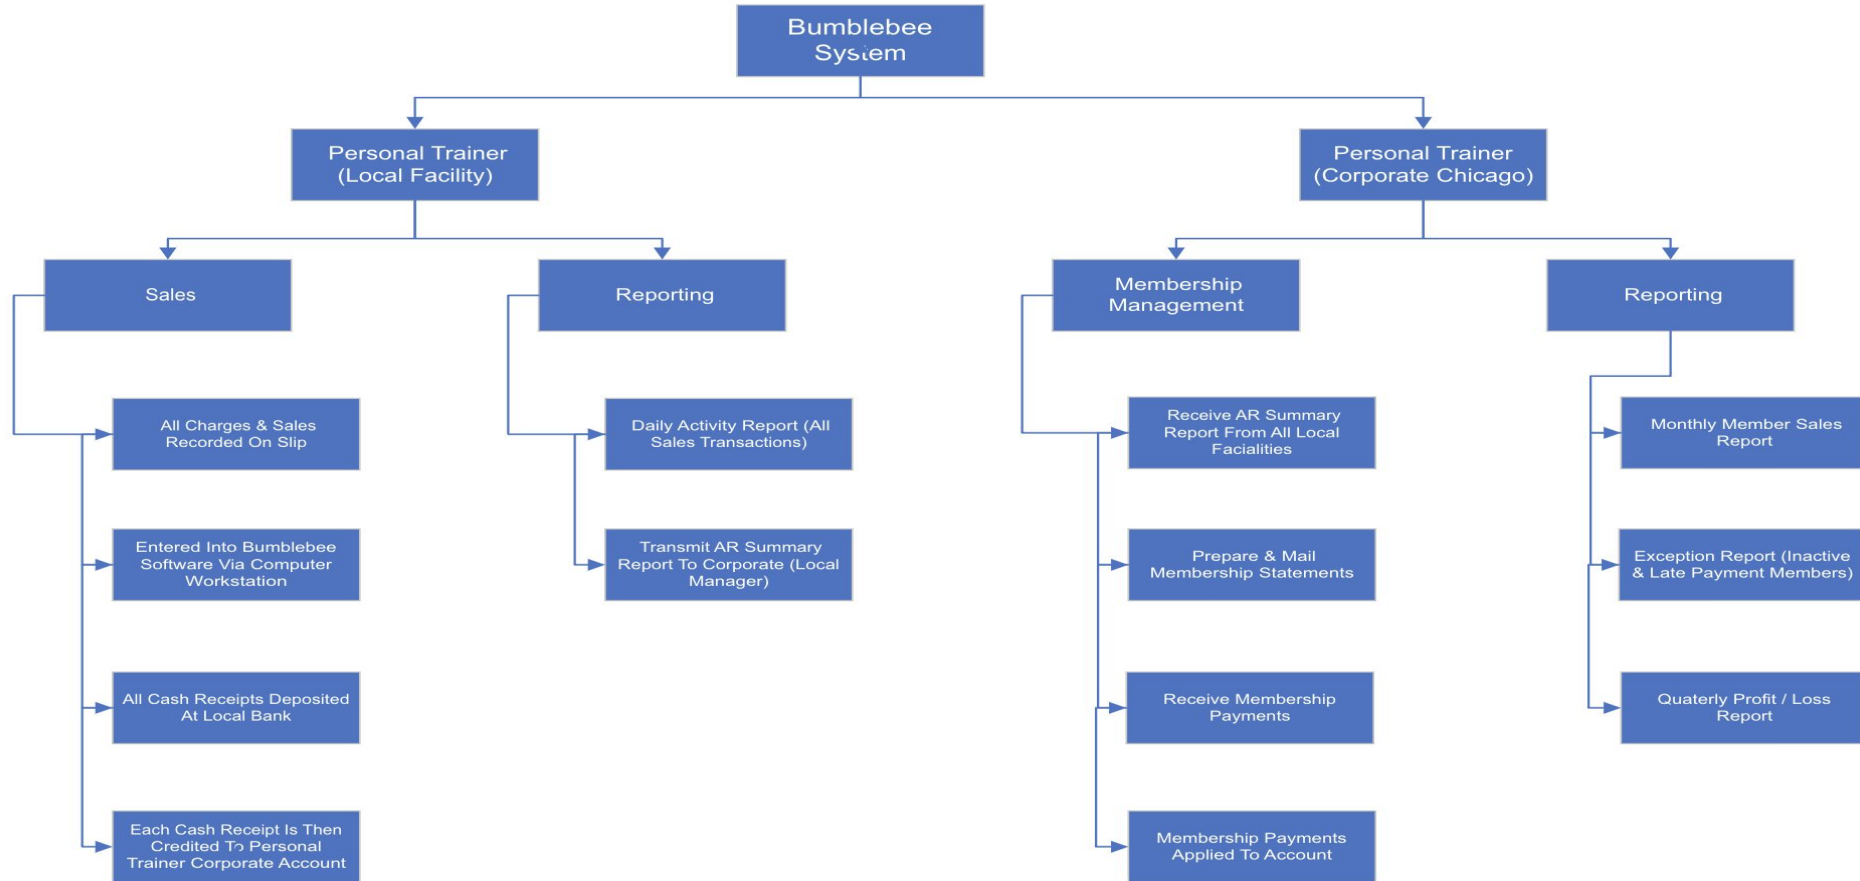 Bumblebee
System
Personal Trainer
(Local Facility)
Personal Trainer
(Corporate Chicago)
Sales
Reporting
Membership
Management
Reporting
All Charges & Sales
Recorded On Slip
Daily Activity Report (All
Sales Transactions)
Receive AR Summary
Report From All Local
Facialities
Monthly Member Sales
Report
Entered Into Bumblebee
Software Via Computer
Workstation
Transmit AR Summary
Report To Corporate (Local
Manager)
Prepare & Mail
Membership Statements
Exception Report (Inactive
& Late Payment Members)
All Cash Receipts Deposited
At Local Bank
Receive Membership
Payments
Quaterly Profit / Loss
Report
Each Cash Receipt Is Then
Credited To Personal
Trainer Corporate Account
Membership Payments
Applied To Account